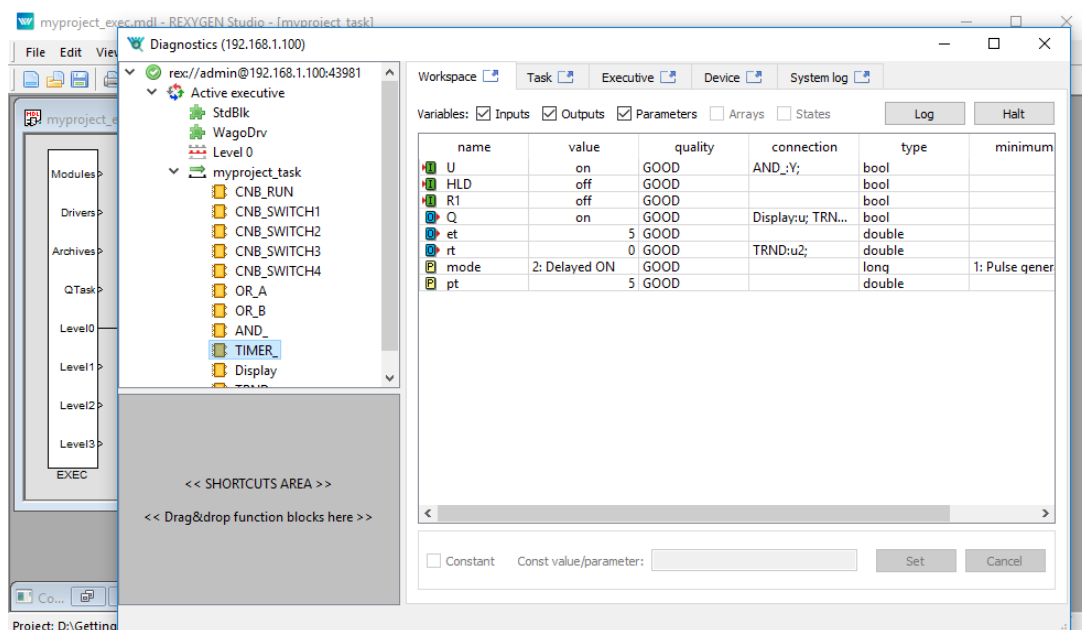 myproject_exec.mdl - REXYGEN Studio - [myproject_task]
File Edit View
Diagnostics (192.168.1.100)
myproject_e
Modules
Drivers
Archives
QTask
Level0
Level1
Level2
Level3
EXEC
rex://admin@192.168.1.100:43981
Active executive
StdBlk
WagoDrv
Level 0
myproject_task
CNB_RUN
CNB_SWITCH1
CNB_SWITCH2
CNB_SWITCH3
CNB_SWITCH4
OR_A
OR_B
AND_
TIMER_
Display
TRND
<< SHORTCUTS AREA >>
<< Drag&drop function blocks here >>
Workspace Task Executive Device System log
Variables: Inputs Outputs Parameters Arrays States Log Halt
name value quality connection type minimum
I U on GOOD AND_:Y; bool
I HLD off GOOD bool
I R1 off GOOD bool
O Q on GOOD Display:u; TRN... bool
O et 5 GOOD double
O rt 0 GOOD TRND:u2; double
P mode 2: Delayed ON GOOD long 1: Pulse gener
P pt 5 GOOD double
Constant Const value/parameter: Set Cancel
Co...
Project: D:\Getting